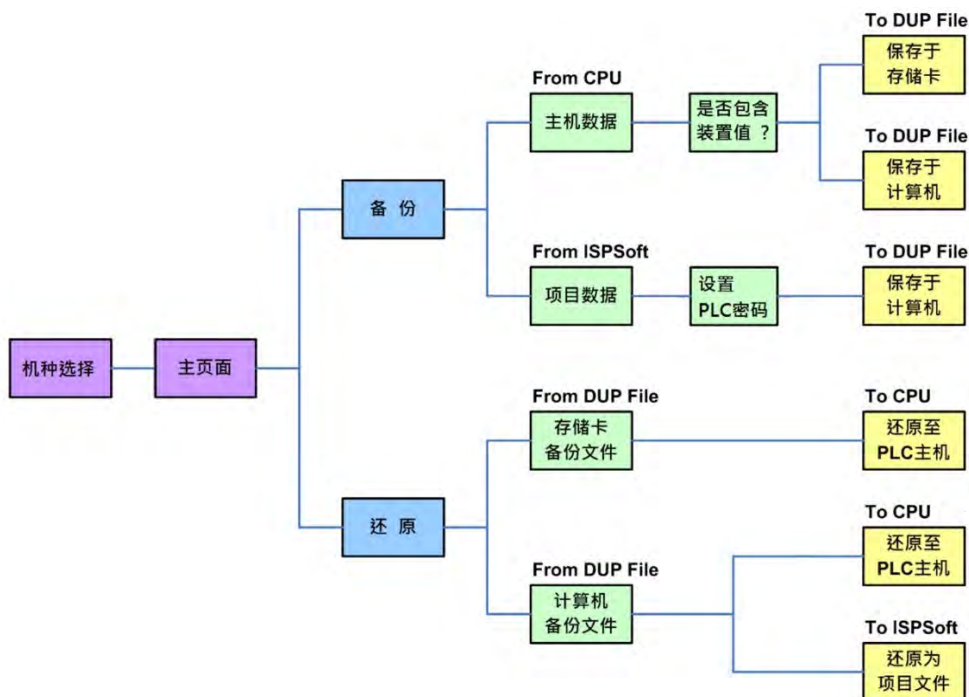 To DUP File
保存于
存储卡
From CPU
主机数据
是否包含
装置值 ?
To DUP File
保存于
计算机
备 份
From ISPSoft
项目数据
设置
PLC密码
To DUP File
保存于
计算机
机种选择
主页面
From DUP File
存储卡
备份文件
To CPU
还原至
PLC主机
还 原
From DUP File
计算机
备份文件
To CPU
还原至
PLC主机
To ISPSoft
还原为
项目文件